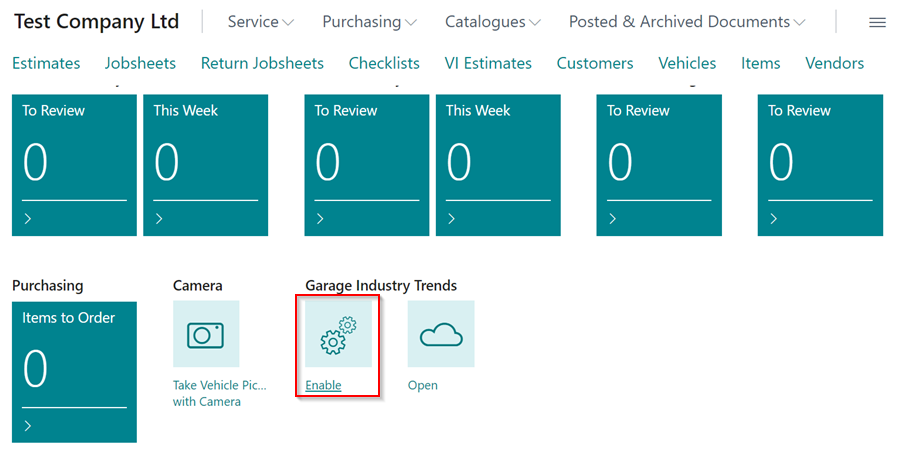 Test Company Ltd Service Purchasing Catalogues Posted & Archived Documents
Estimates Jobsheets Return Jobsheets Checklists VI Estimates Customers Vehicles Items Vendors
To Review This Week To Review This Week To Review To Review
0 0 0 0 0 0
Purchasing Camera Garage Industry Trends
Items to Order
0
Take Vehicle Pic...
with Camera
Enable
Open